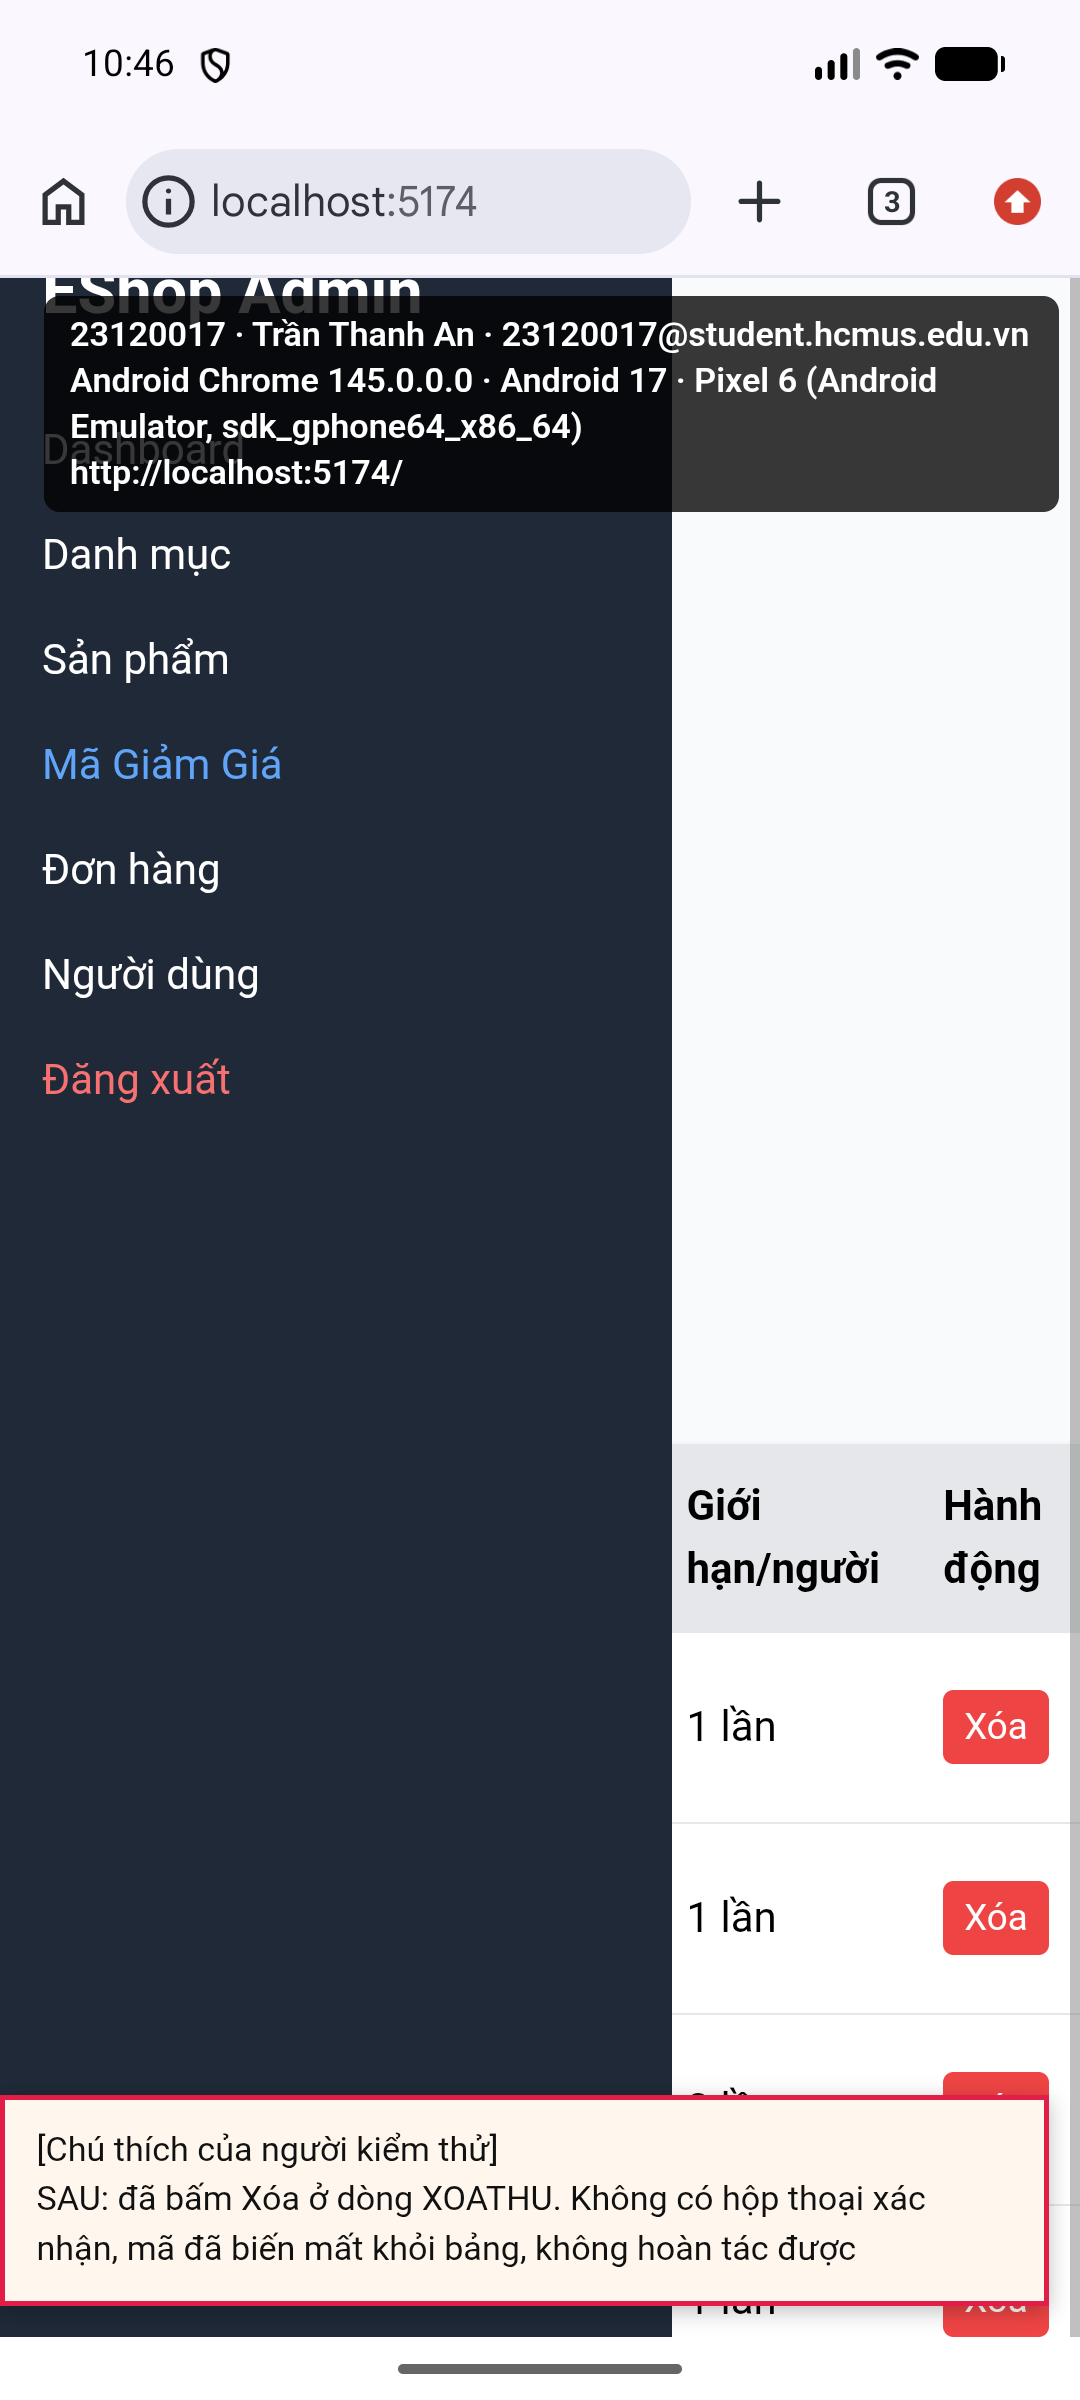 10:46
localhost:5174
3
EShop Admin
23120017 · Trần Thanh An · 23120017@student.hcmus.edu.vn
Android Chrome 145.0.0.0 · Android 17 · Pixel 6 (Android
Emulator, sdk_gphone64_x86_64)
http://localhost:5174/
Dashboard
Danh mục
Sản phẩm
Mã Giảm Giá
Đơn hàng
Người dùng
Đăng xuất
Giới hạn/người
Hành động
1 lần
Xóa
1 lần
Xóa
[Chú thích của người kiểm thử]
SAU: đã bấm Xóa ở dòng XOATHU. Không có hộp thoại xác
nhận, mã đã biến mất khỏi bảng, không hoàn tác được